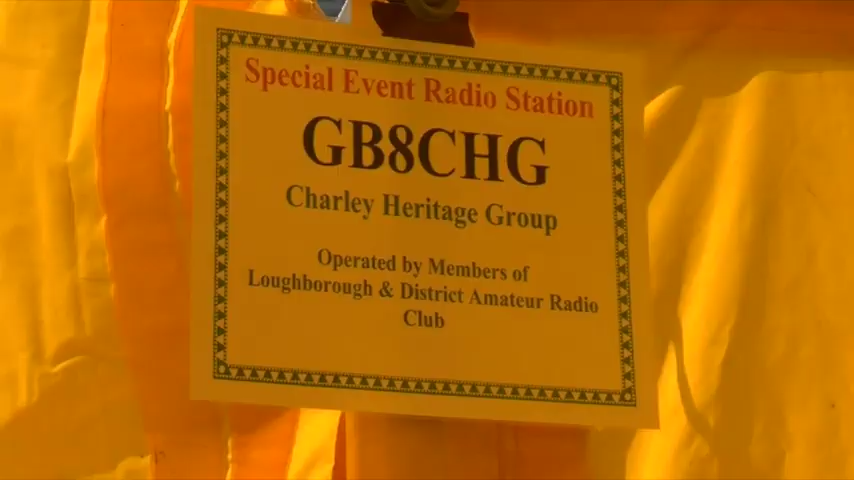 Special Event Radio Station
GB8CHG
Charley Heritage Group
Operated by Members of
Loughborough & District Amateur Radio
Club